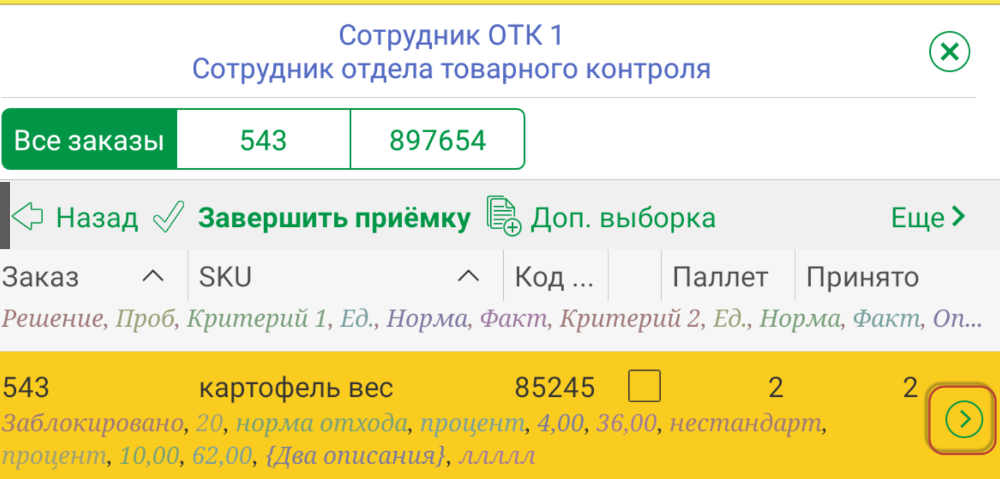 Сотрудник ОТК 1
Сотрудник отдела товарного контроля
Все заказы 543 897654
Назад Завершить приёмку Доп. выборка Еще
Заказ SKU Код ... Паллет Принято
Решение, Проб, Критерий 1, Ед., Норма, Факт, Критерий 2, Ед., Норма, Факт, Оп...
543 картофель вес 85245 2 2
Заблокировано, 20, норма отхода, процент, 4,00, 36,00, нестандарт,
процент, 10,00, 62,00, {Два описания}, ллллл